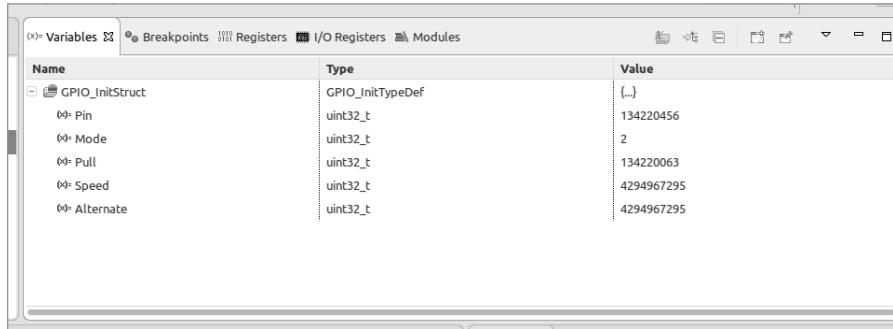 (x)= Variables Breakpoints Registers I/O Registers Modules
Name Type Value
GPIO_InitStruct GPIO_InitTypeDef {...}
(x)= Pin uint32_t 134220456
(x)= Mode uint32_t 2
(x)= Pull uint32_t 134220063
(x)= Speed uint32_t 4294967295
(x)= Alternate uint32_t 4294967295